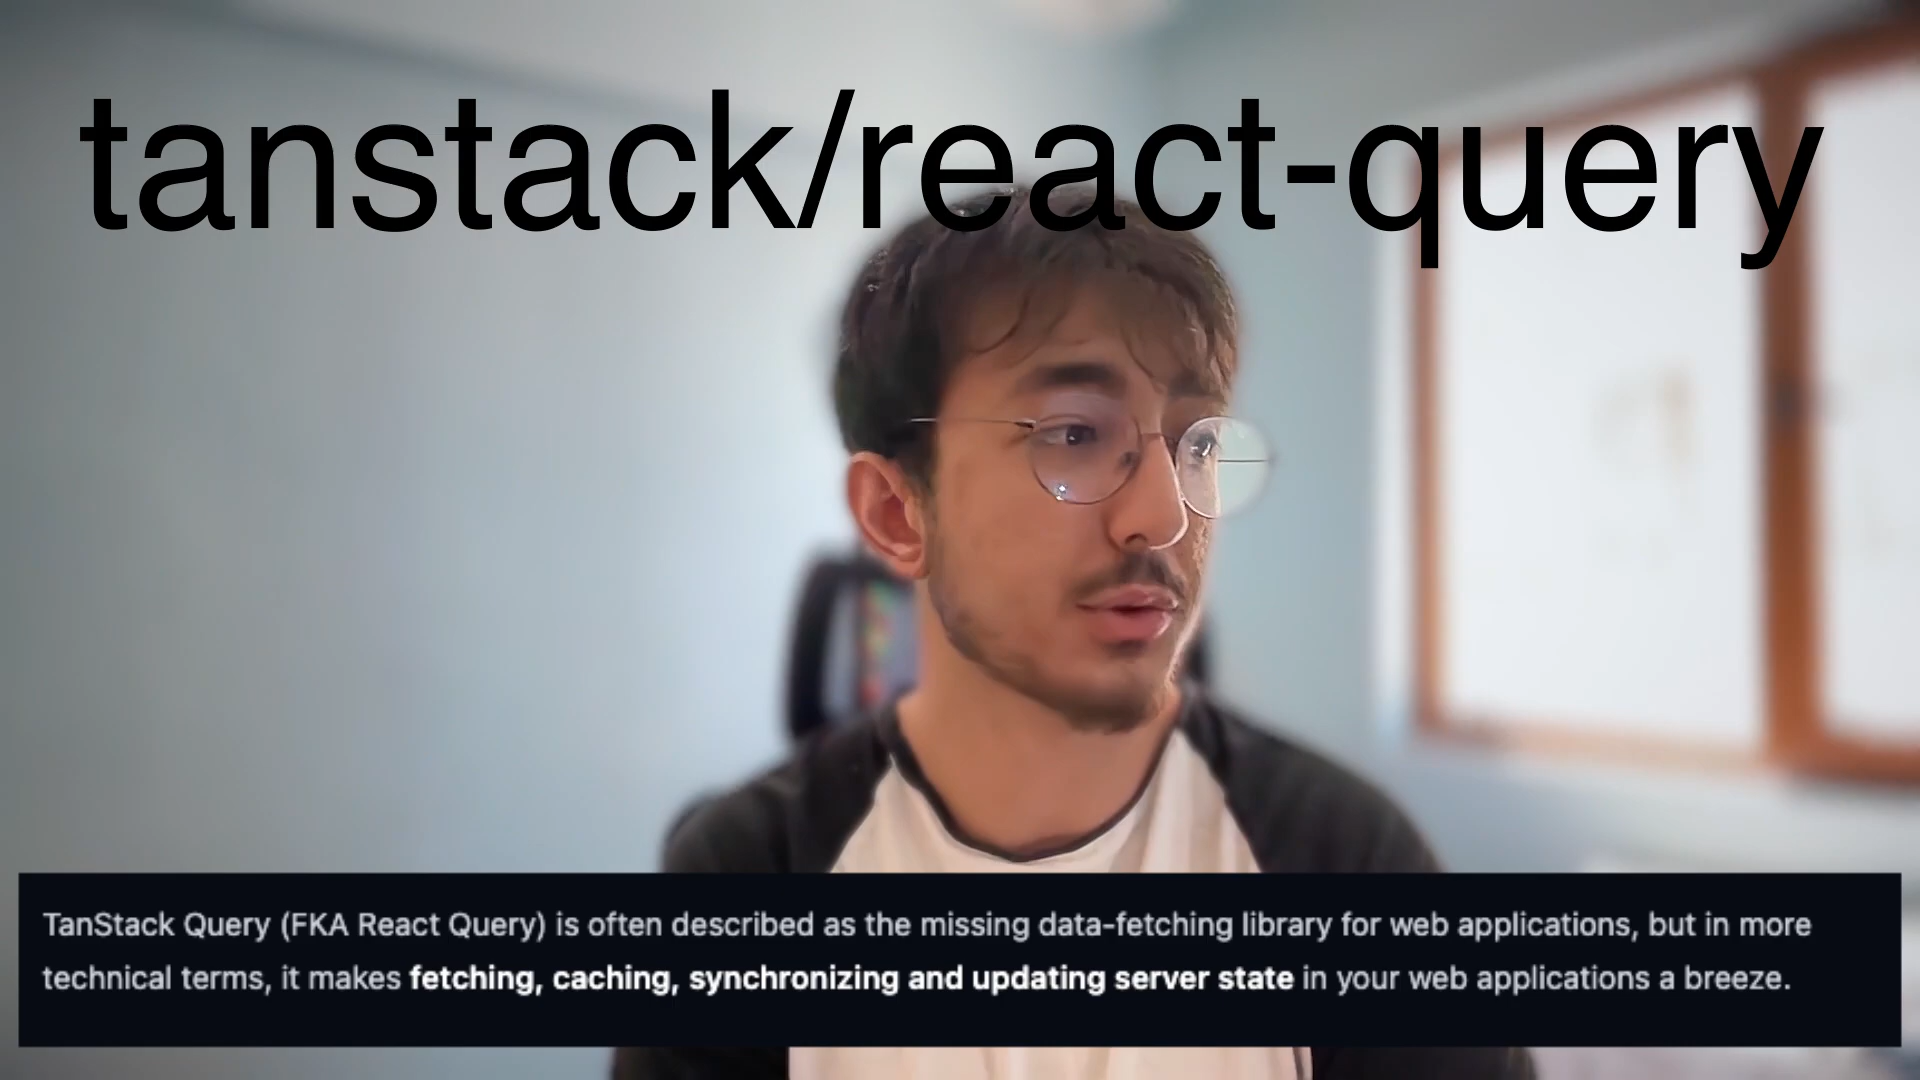 tanstack/react-query
TanStack Query (FKA React Query) is often described as the missing data-fetching library for web applications, but in more
technical terms, it makes fetching, caching, synchronizing and updating server state in your web applications a breeze.